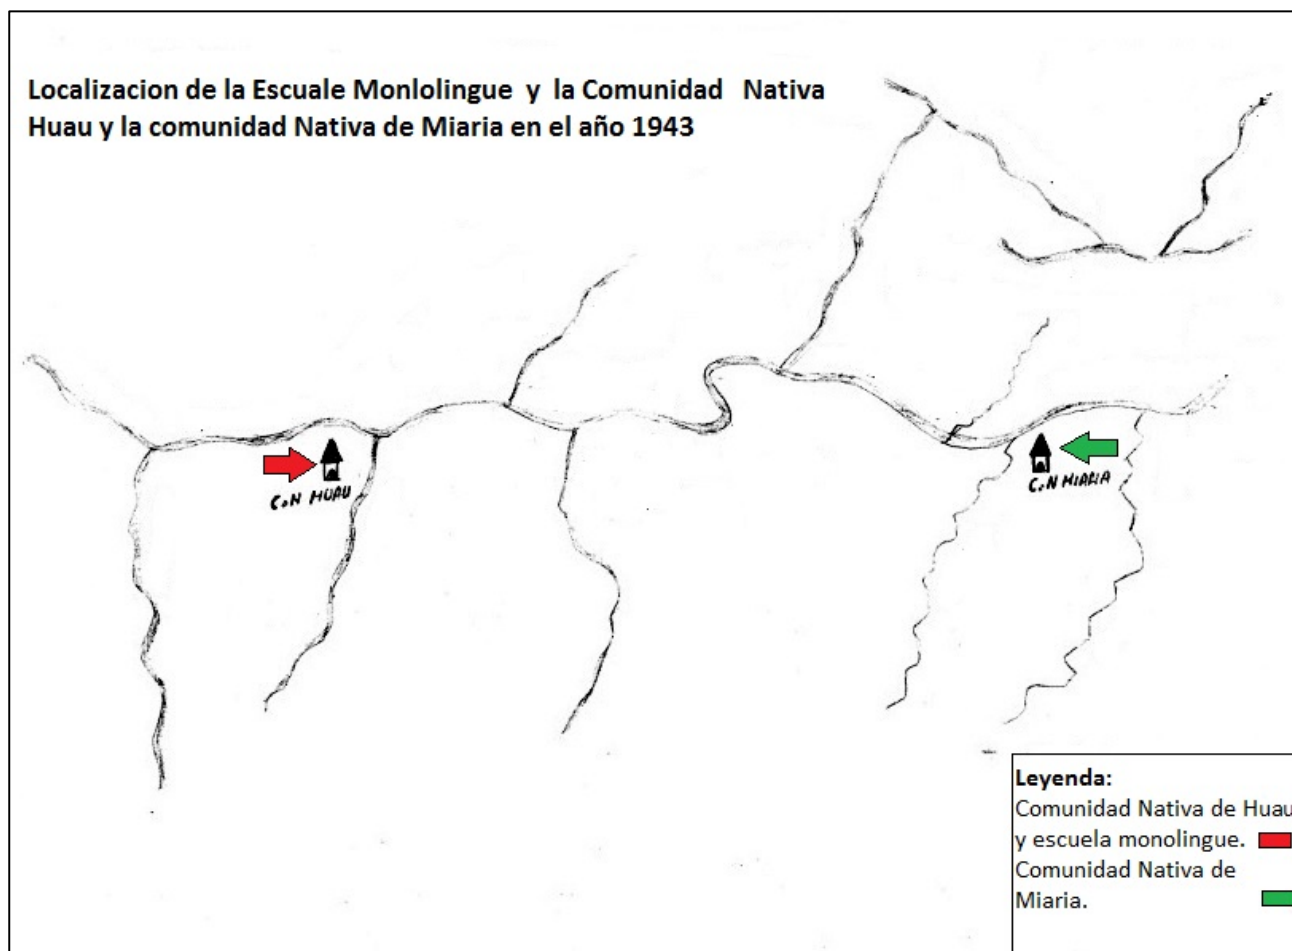 Localizacion de la Escuale Monlolingue y la Comunidad Nativa
Huau y la comunidad Nativa de Miaria en el año 1943
C.N HUAU
C.N MIARIA
Leyenda:
Comunidad Nativa de Huau
y escuela monolingue.
Comunidad Nativa de
Miaria.